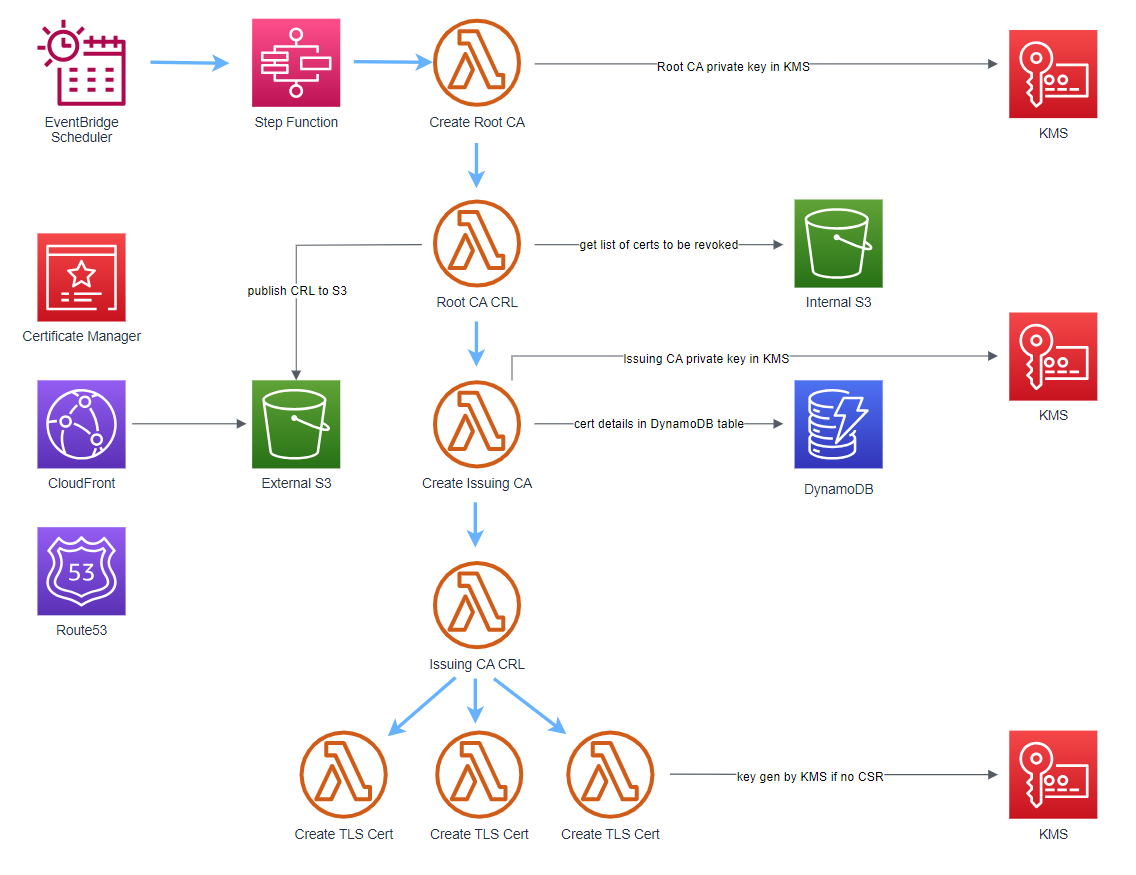 EventBridge
Scheduler
Step Function
Create Root CA
Root CA private key in KMS
KMS
Root CA CRL
get list of certs to be revoked
Internal S3
publish CRL to S3
Certificate Manager
Issuing CA private key in KMS
KMS
CloudFront
External S3
Create Issuing CA
cert details in DynamoDB table
DynamoDB
53
Route53
Issuing CA CRL
Create TLS Cert
Create TLS Cert
Create TLS Cert
key gen by KMS if no CSR
KMS